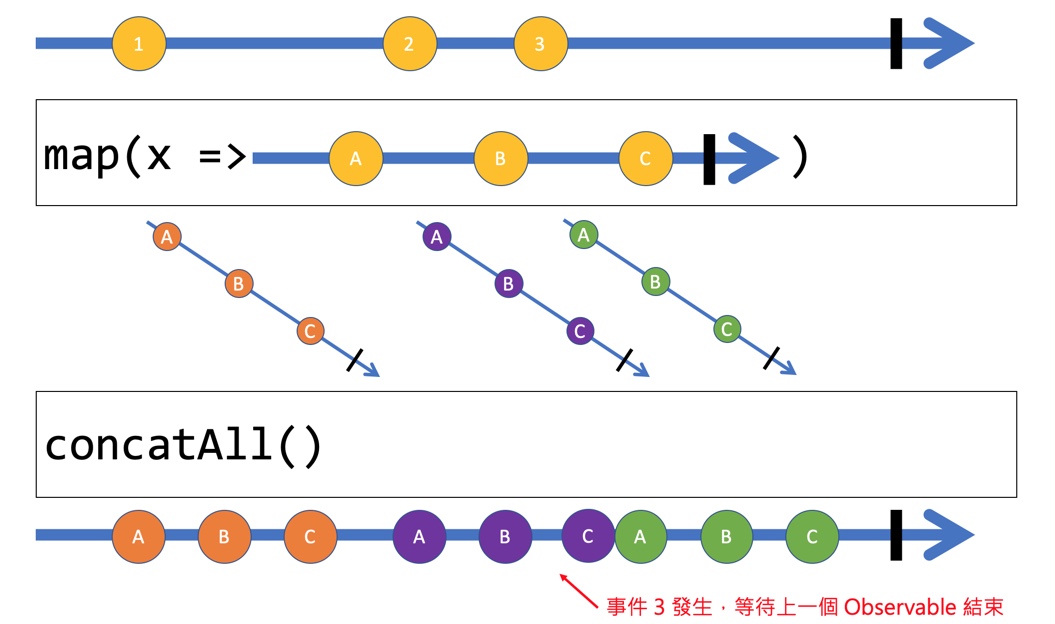 1 2 3
map(x => A B C )
A A A
B B B
C C C
concatAll()
A B C A B C A B C
事件 3 發生，等待上一個 Observable 結束